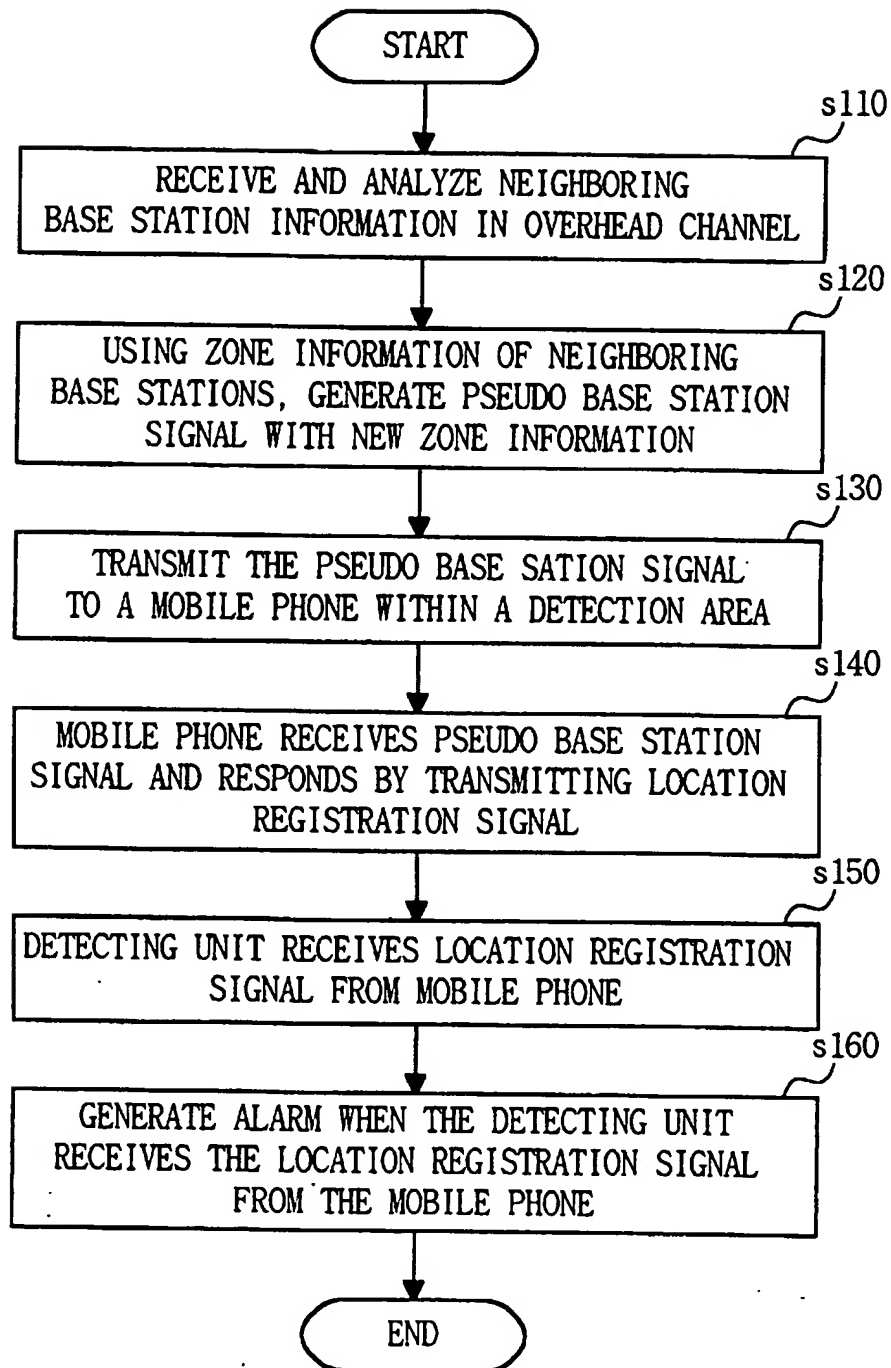 START
s110
RECEIVE AND ANALYZE NEIGHBORING
BASE STATION INFORMATION IN OVERHEAD CHANNEL
s120
USING ZONE INFORMATION OF NEIGHBORING
BASE STATIONS, GENERATE PSEUDO BASE STATION
SIGNAL WITH NEW ZONE INFORMATION
s130
TRANSMIT THE PSEUDO BASE SATION SIGNAL
TO A MOBILE PHONE WITHIN A DETECTION AREA
s140
MOBILE PHONE RECEIVES PSEUDO BASE STATION
SIGNAL AND RESPONDS BY TRANSMITTING LOCATION
REGISTRATION SIGNAL
s150
DETECTING UNIT RECEIVES LOCATION REGISTRATION
SIGNAL FROM MOBILE PHONE
s160
GENERATE ALARM WHEN THE DETECTING UNIT
RECEIVES THE LOCATION REGISTRATION SIGNAL
FROM THE MOBILE PHONE
END